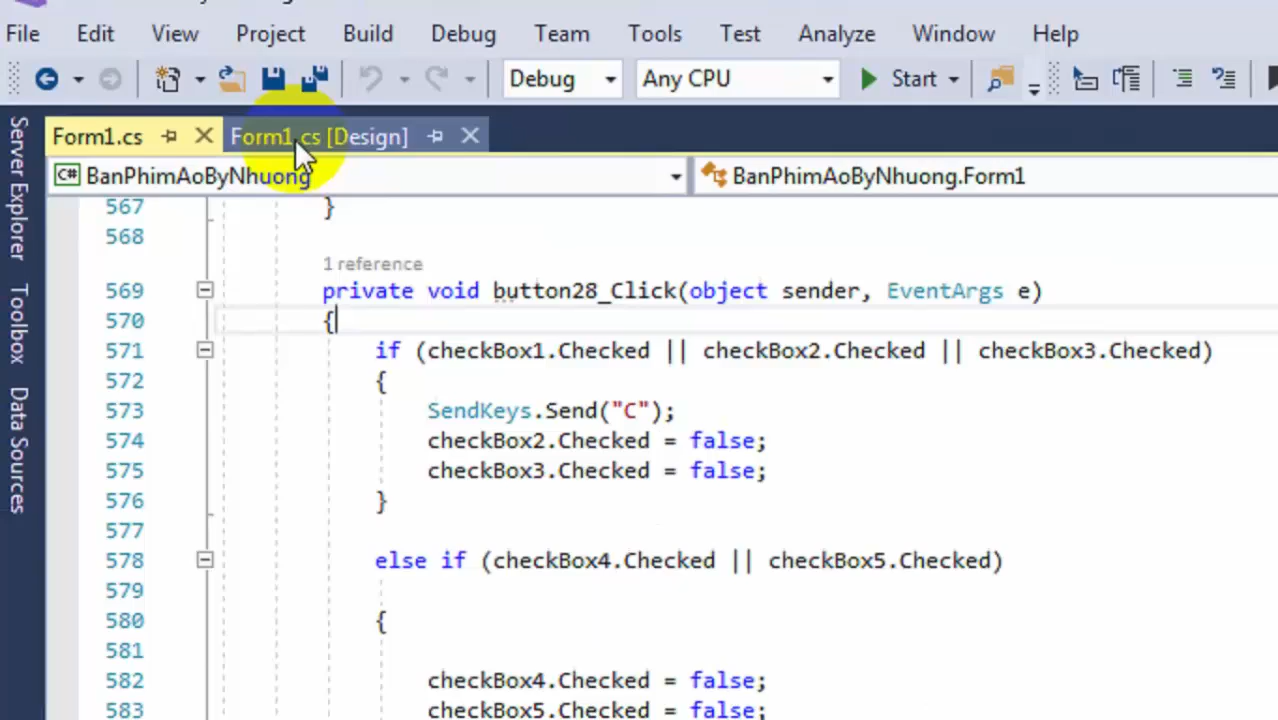 File Edit View Project Build Debug Team Tools Test Analyze Window Help
Debug Any CPU Start
Form1.cs Form1.cs [Design]
C# BanPhimAoByNhuong BanPhimAoByNhuong.Form1
Server Explorer
Toolbox
Data Sources
567 }
568
1 reference
569 private void button28_Click(object sender, EventArgs e)
570 {
571 if (checkBox1.Checked || checkBox2.Checked || checkBox3.Checked)
572 {
573 SendKeys.Send("C");
574 checkBox2.Checked = false;
575 checkBox3.Checked = false;
576 }
577
578 else if (checkBox4.Checked || checkBox5.Checked)
579
580 {
581
582 checkBox4.Checked = false;
583 checkBox5.Checked = false;